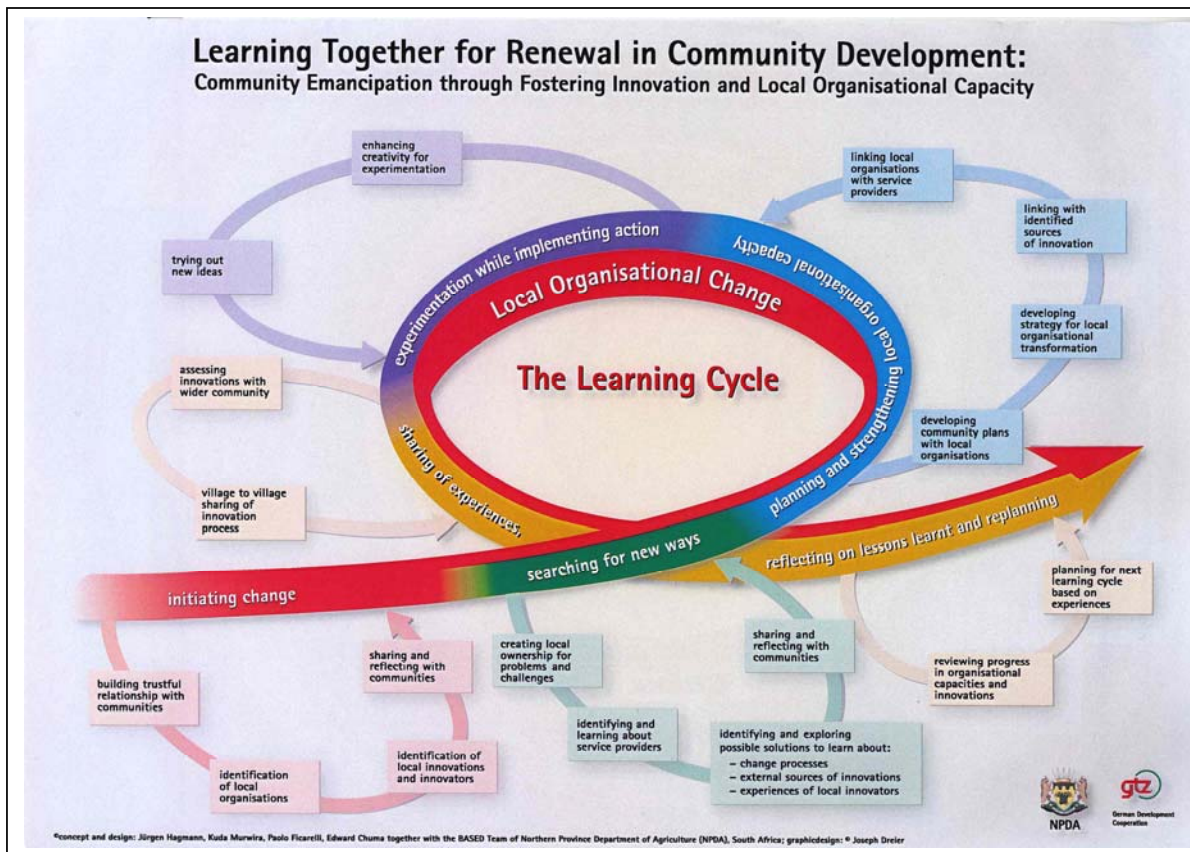 Learning Together for Renewal in Community Development:
Community Emancipation through Fostering Innovation and Local Organisational Capacity
enhancing
creativity for
experimentation
trying out
new ideas
linking local
organisations
with service
providers
linking with
identified
sources
of innovation
developing
strategy for local
organisational
transformation
developing
community plans
with local
organisations
experimentation while implementing action
planning and strengthening local organisational capacity
Local Organisational Change
The Learning Cycle
assessing
innovations with
wider community
village to village
sharing of
innovation
process
sharing of experiences,
reflecting on lessons learnt and replanning
initiating change
searching for new ways
planning for next
learning cycle
based on
experiences
reviewing progress
in organisational
capacities and
innovations
building trustful
relationship with
communities
identification
of local
organisations
identification of
local innovations
and innovators
sharing and
reflecting with
communities
creating local
ownership for
problems and
challenges
identifying and
learning about
service providers
identifying and exploring
possible solutions to learn about:
– change processes
– external sources of innovations
– experiences of local innovators
sharing and
reflecting with
communities
NPDA
gtz
German Development
Cooperation
©concept and design: Jürgen Hagmann, Kuda Murwira, Paolo Ficarelli, Edward Chuma together with the BASED Team of Northern Province Department of Agriculture (NPDA), South Africa; graphicdesign: © Joseph Dreier